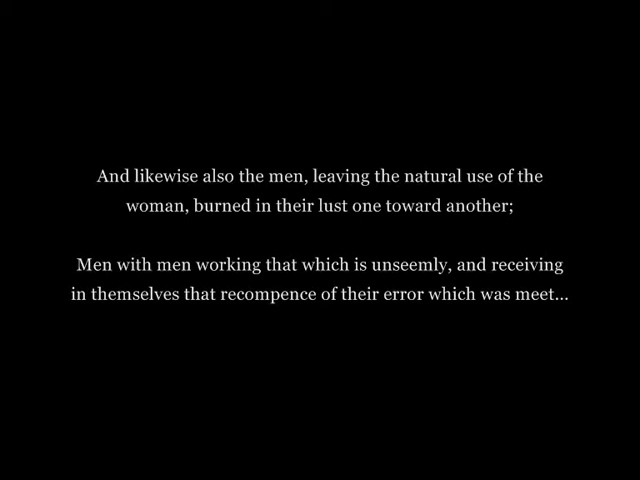 And likewise also the men, leaving the natural use of the
woman, burned in their lust one toward another;
Men with men working that which is unseemly, and receiving
in themselves that recompence of their error which was meet...